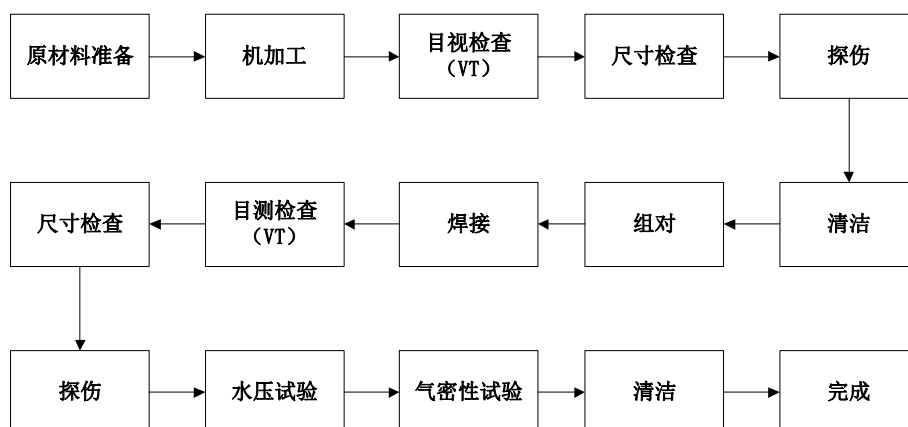 原材料准备
机加工
目视检查
（VT）
尺寸检查
探伤
清洁
组对
焊接
目测检查
（VT）
尺寸检查
探伤
水压试验
气密性试验
清洁
完成